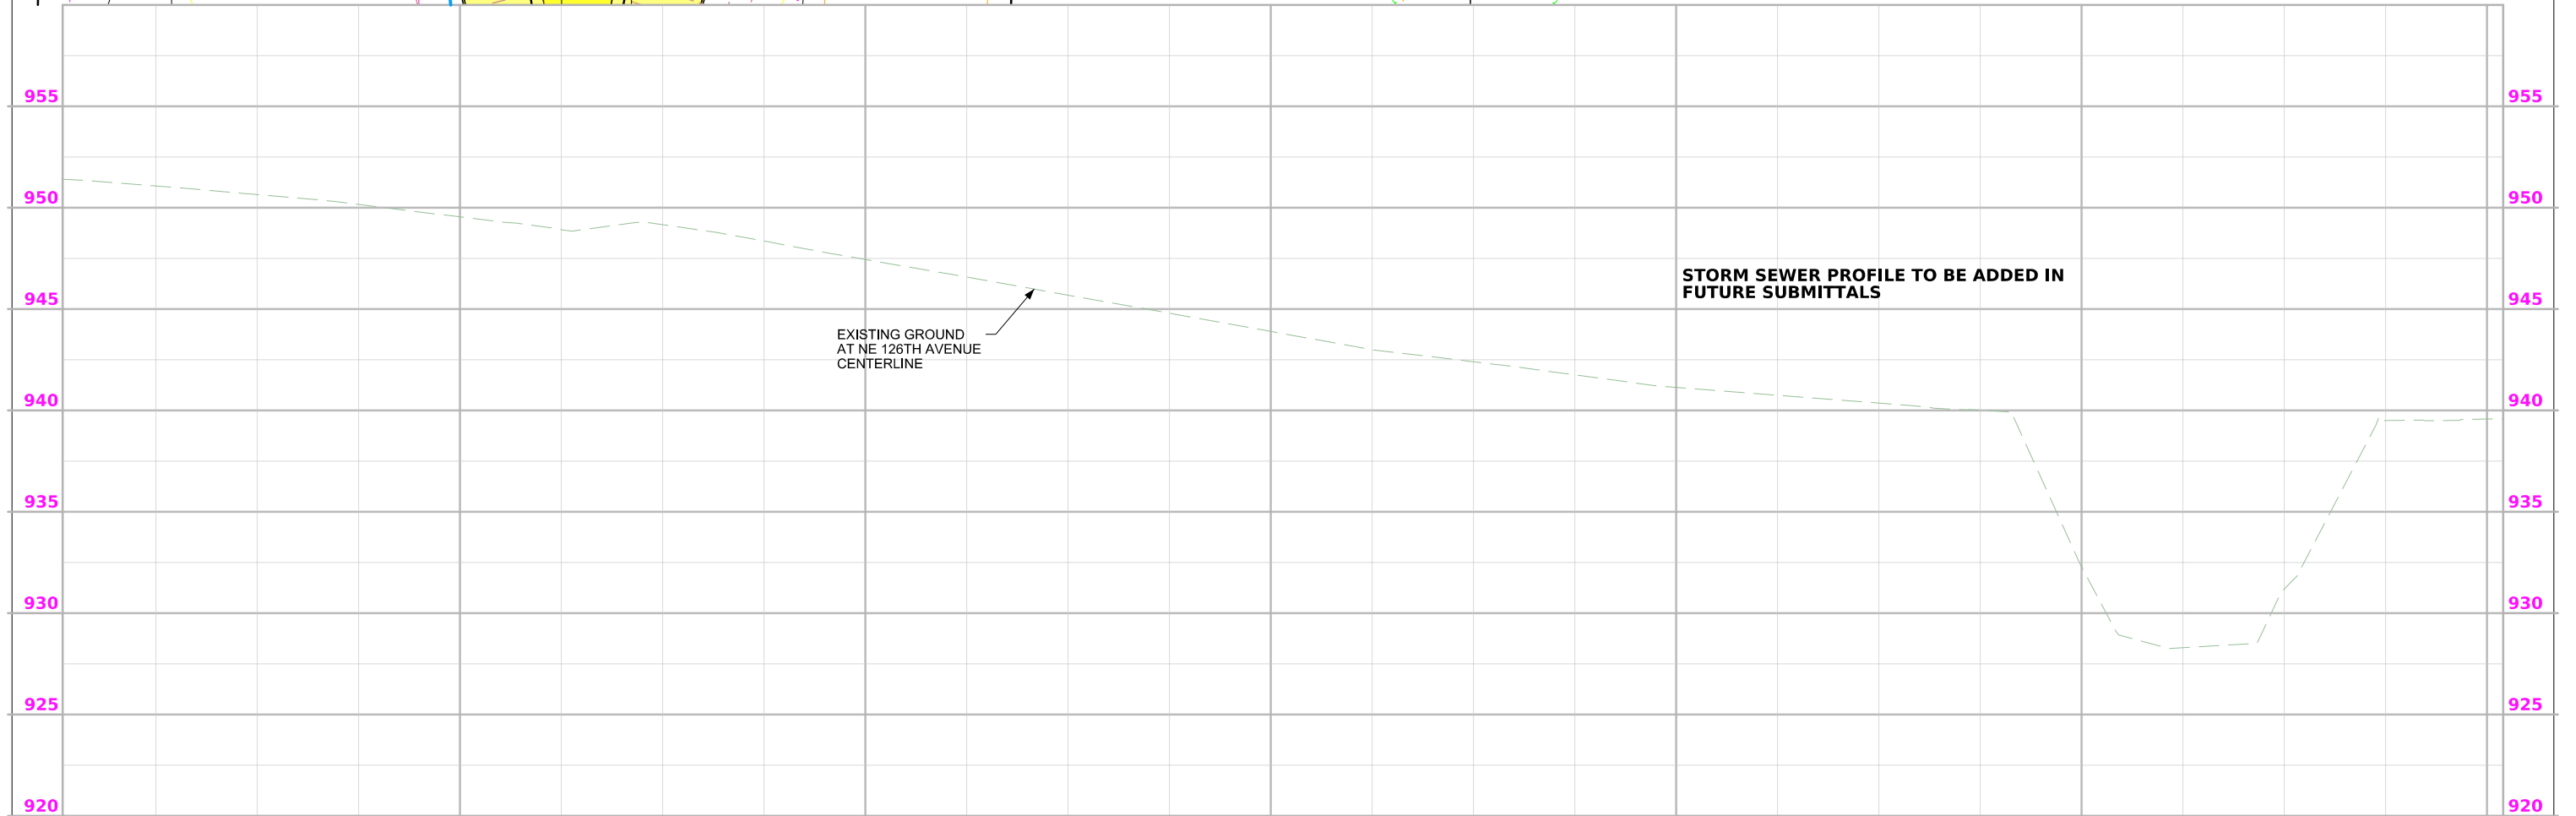 955 955
950 950
STORM SEWER PROFILE TO BE ADDED IN
FUTURE SUBMITTALS
945 945
EXISTING GROUND
AT NE 126TH AVENUE
CENTERLINE
940 940
935 935
930 930
925 925
920 920